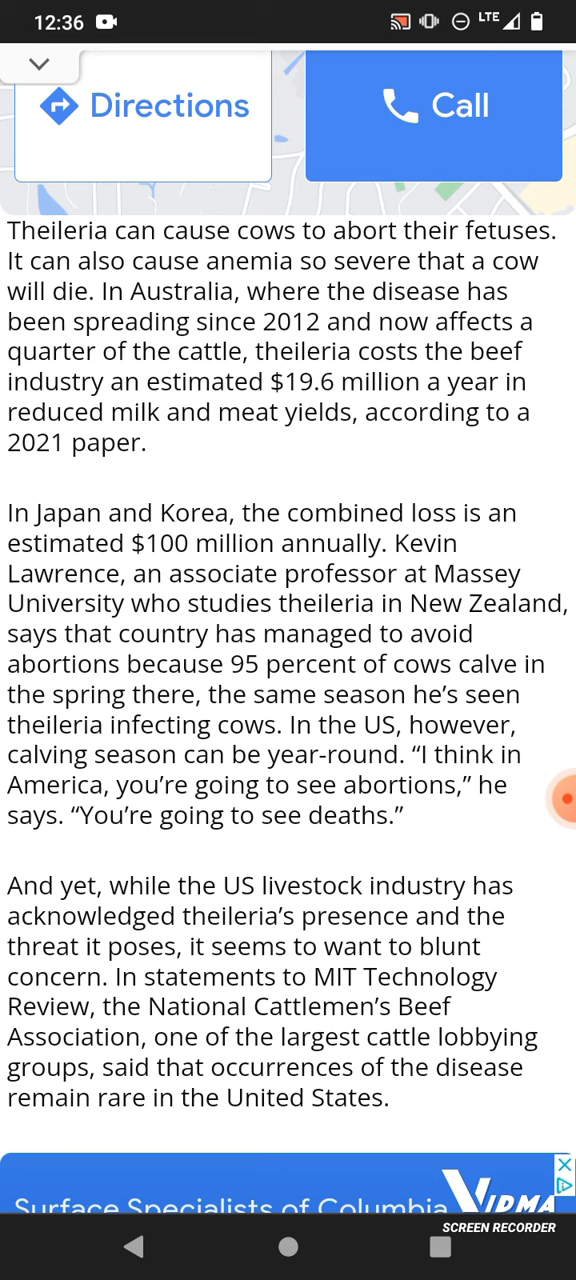 12:36
LTE
Directions
Call
Theileria can cause cows to abort their fetuses.
It can also cause anemia so severe that a cow
will die. In Australia, where the disease has
been spreading since 2012 and now affects a
quarter of the cattle, theileria costs the beef
industry an estimated $19.6 million a year in
reduced milk and meat yields, according to a
2021 paper.
In Japan and Korea, the combined loss is an
estimated $100 million annually. Kevin
Lawrence, an associate professor at Massey
University who studies theileria in New Zealand,
says that country has managed to avoid
abortions because 95 percent of cows calve in
the spring there, the same season he’s seen
theileria infecting cows. In the US, however,
calving season can be year-round. “I think in
America, you’re going to see abortions,” he
says. “You’re going to see deaths.”
And yet, while the US livestock industry has
acknowledged theileria’s presence and the
threat it poses, it seems to want to blunt
concern. In statements to MIT Technology
Review, the National Cattlemen’s Beef
Association, one of the largest cattle lobbying
groups, said that occurrences of the disease
remain rare in the United States.
Surface Specialists of Columbia
VIDMA
SCREEN RECORDER